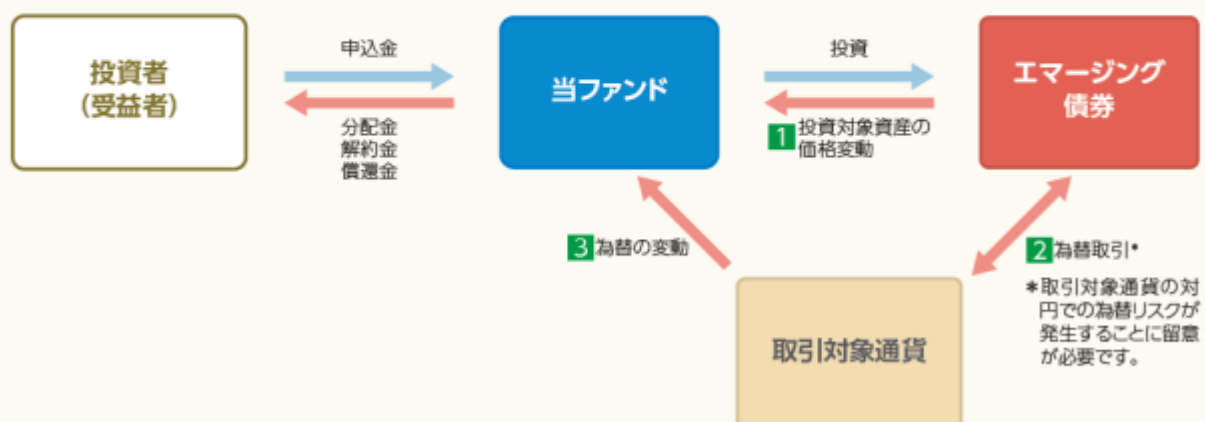 投資者
(受益者)
申込金
分配金
解約金
償還金
当ファンド
投資
1 投資対象資産の
価格変動
エマージング
債券
3 為替の変動
2 為替取引*
*取引対象通貨の対
円での為替リスクが
発生することに留意
が必要です。
取引対象通貨